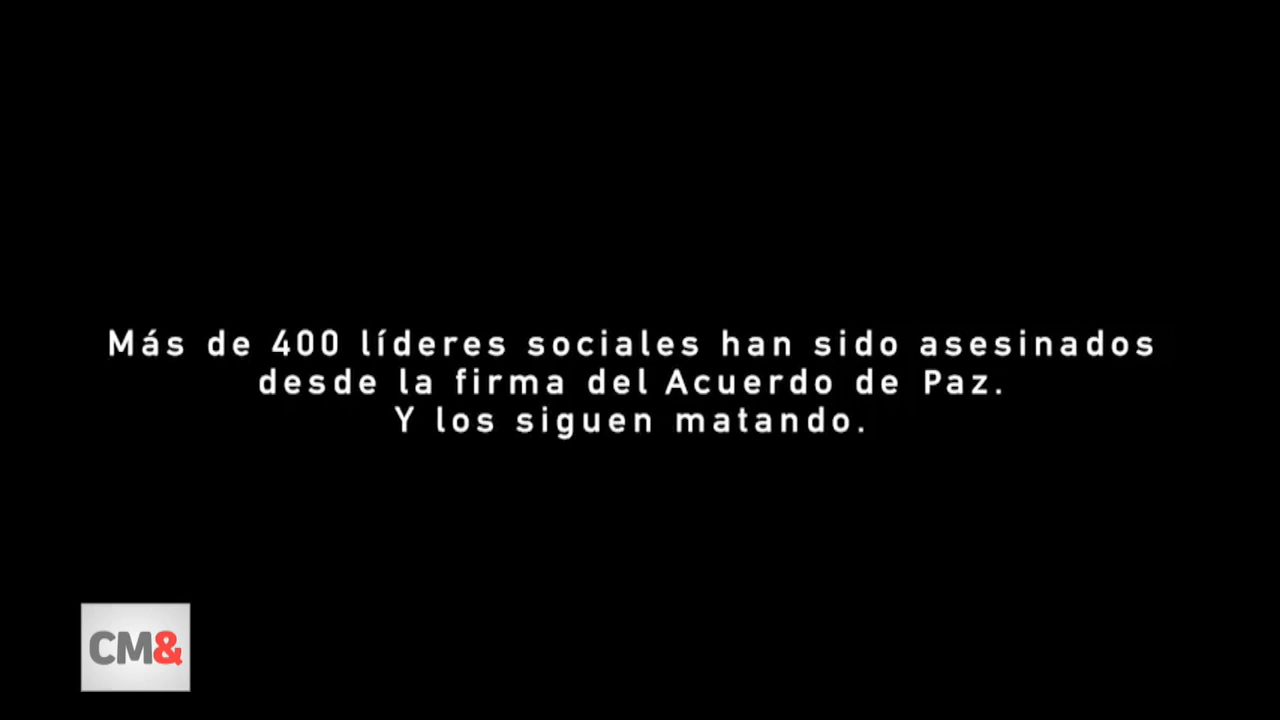 Más de 400 líderes sociales han sido asesinados
desde la firma del Acuerdo de Paz.
Y los siguen matando.
CM&